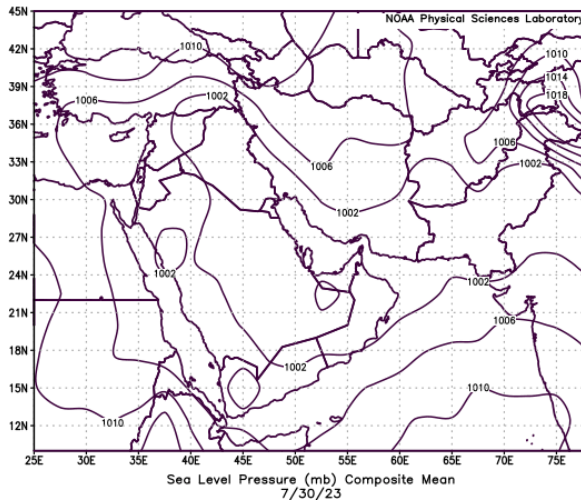 NOAA Physical Sciences Laboratory
45N
42N
39N
36N
33N
30N
27N
24N
21N
18N
15N
12N
1010
1010
1014
1018
1006
1002
1006
1006
1002
1002
1002
1002
1006
1002
1010
1010
25E 30E 35E 40E 45E 50E 55E 60E 65E 70E 75E
Sea Level Pressure (mb) Composite Mean
7/30/23